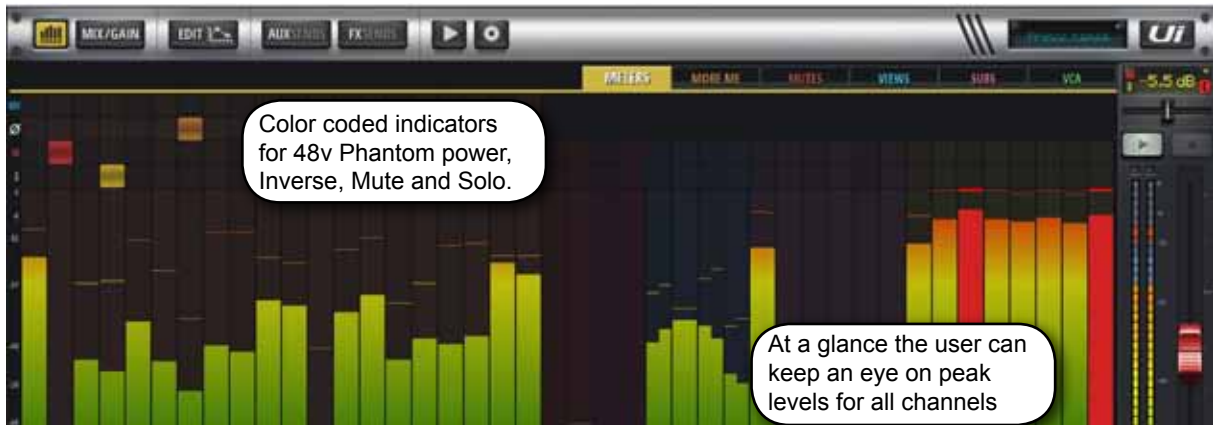 MIX/GAIN EDIT AUXSENDS FXSENDS Ui
METERS MORE ME MUTES VIEWS SUBS VCA -5.5 dB
Color coded indicators
for 48v Phantom power,
Inverse, Mute and Solo.
At a glance the user can
keep an eye on peak
levels for all channels